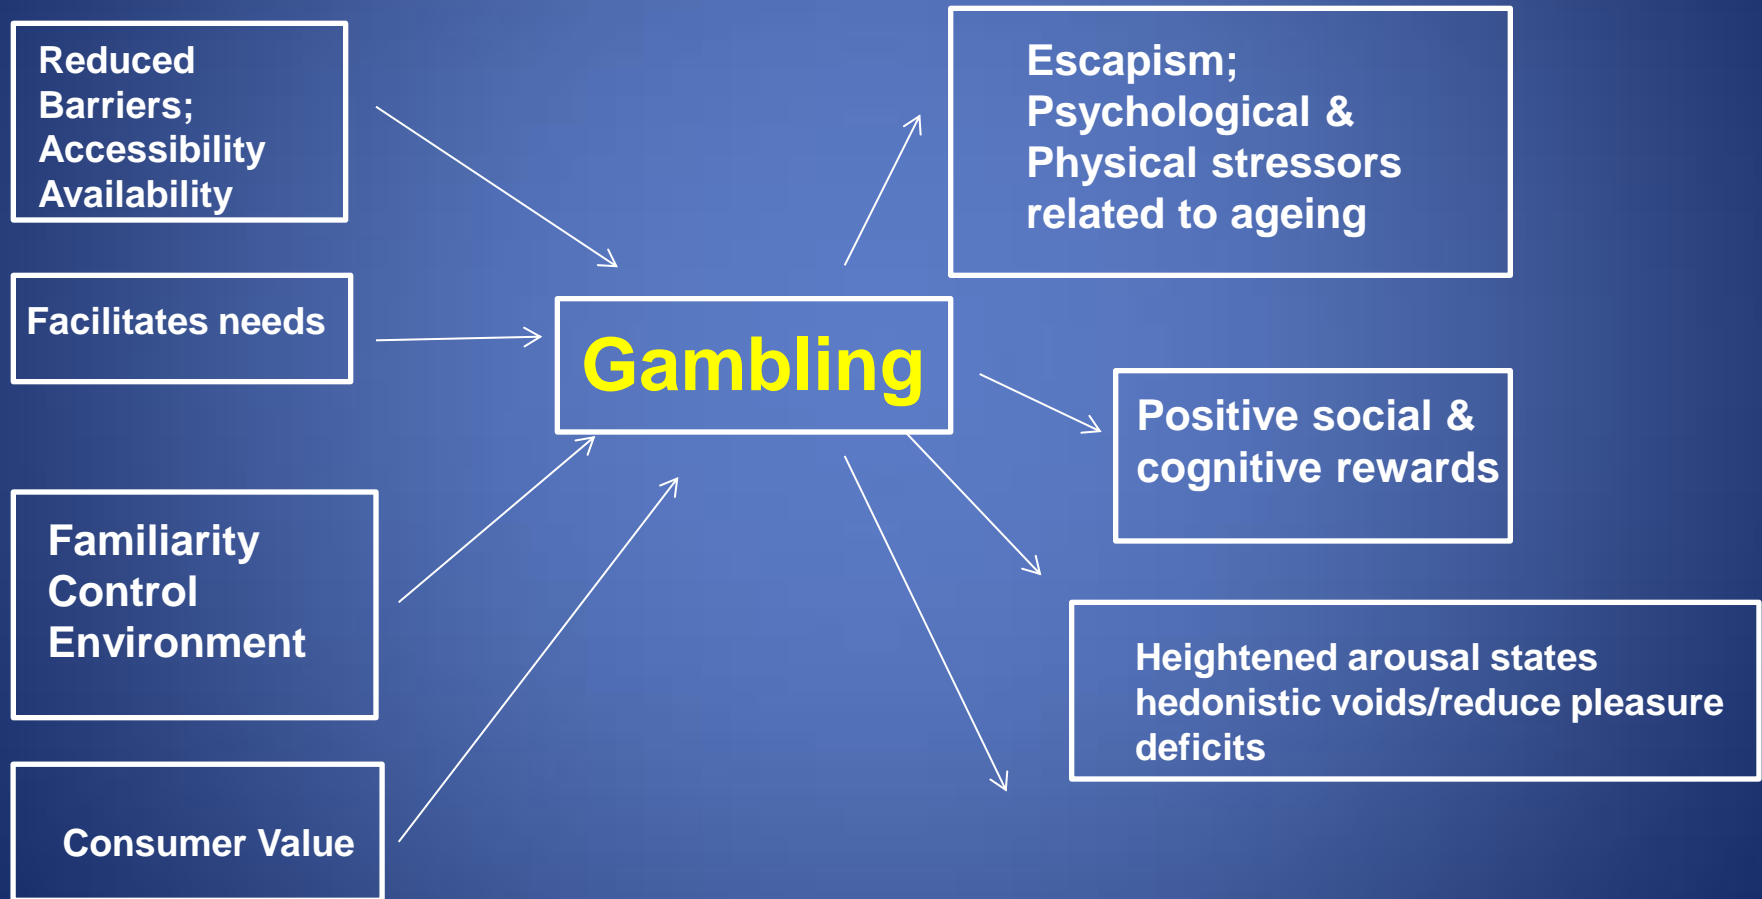 Reduced
Barriers;
Accessibility
Availability
Facilitates needs
Familiarity
Control
Environment
Consumer Value
Gambling
Escapism;
Psychological &
Physical stressors
related to ageing
Positive social &
cognitive rewards
Heightened arousal states
hedonistic voids/reduce pleasure
deficits